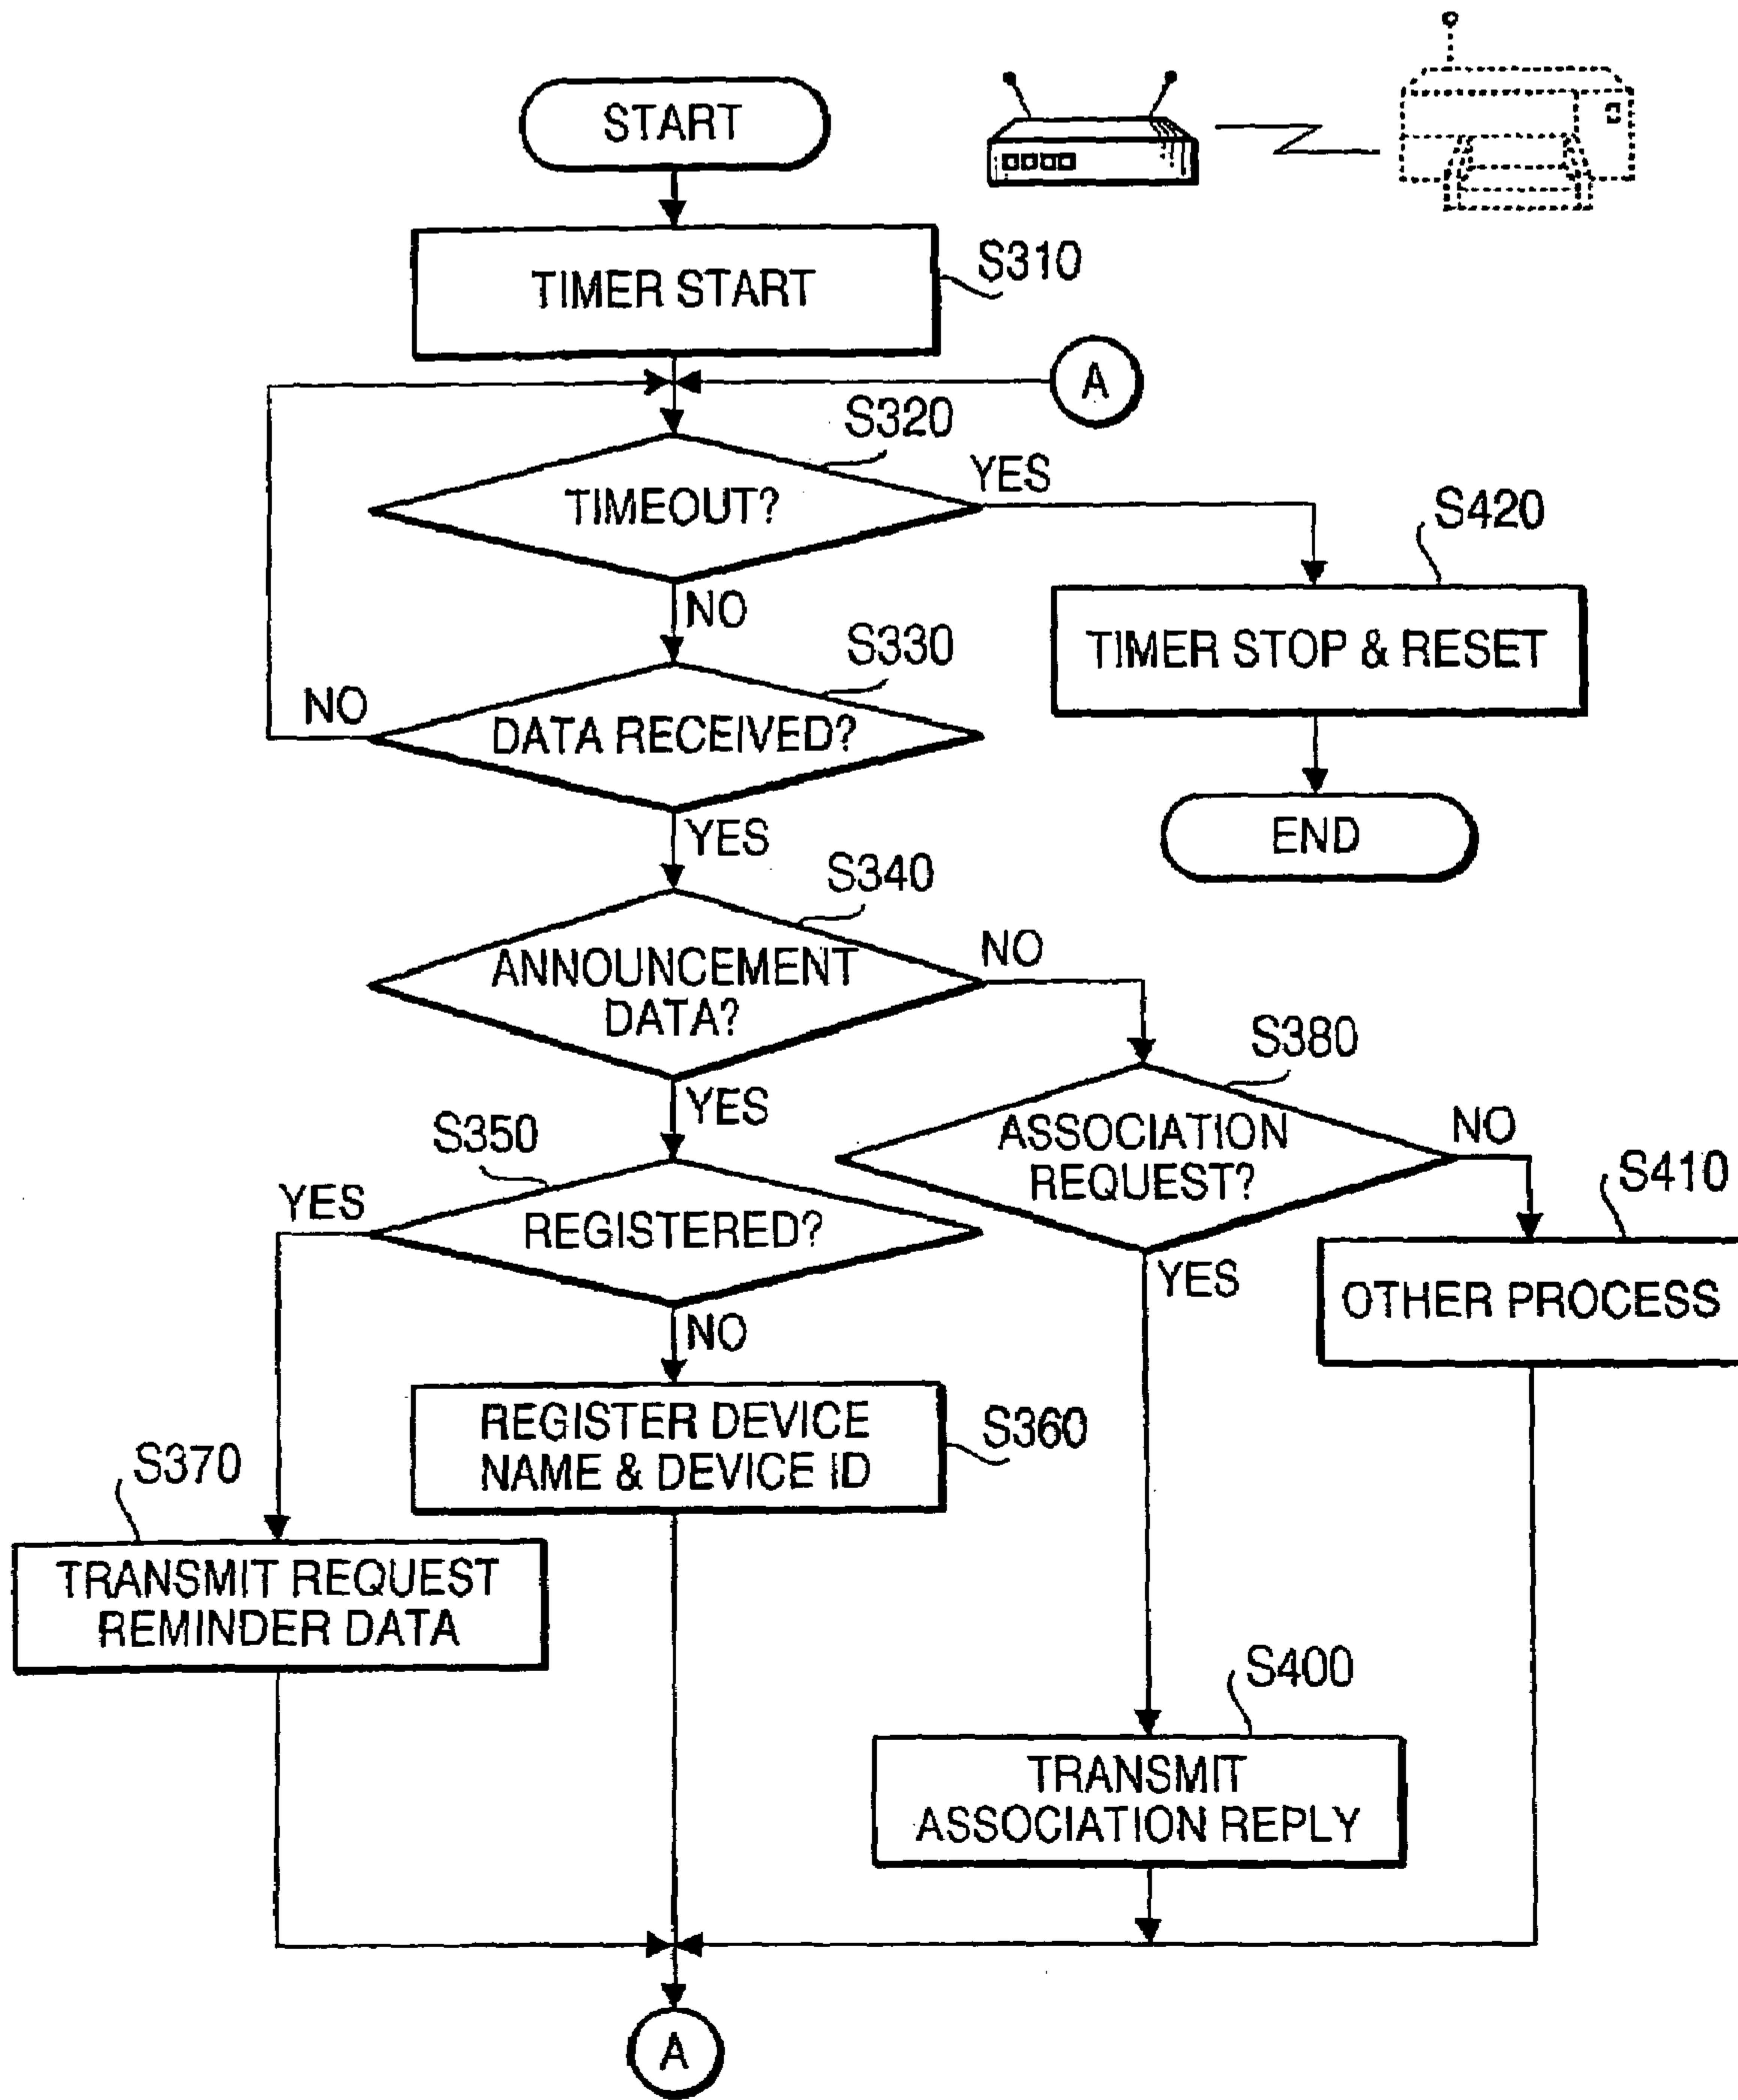 START
TIMER START
S310
A
S320
TIMEOUT?
YES
S420
TIMER STOP & RESET
END
NO
S330
DATA RECEIVED?
NO
YES
S340
ANNOUNCEMENT
DATA?
NO
YES
S380
ASSOCIATION
REQUEST?
NO
S410
OTHER PROCESS
YES
S350
REGISTERED?
YES
NO
REGISTER DEVICE
NAME & DEVICE ID
S360
S370
TRANSMIT REQUEST
REMINDER DATA
S400
TRANSMIT
ASSOCIATION REPLY
A